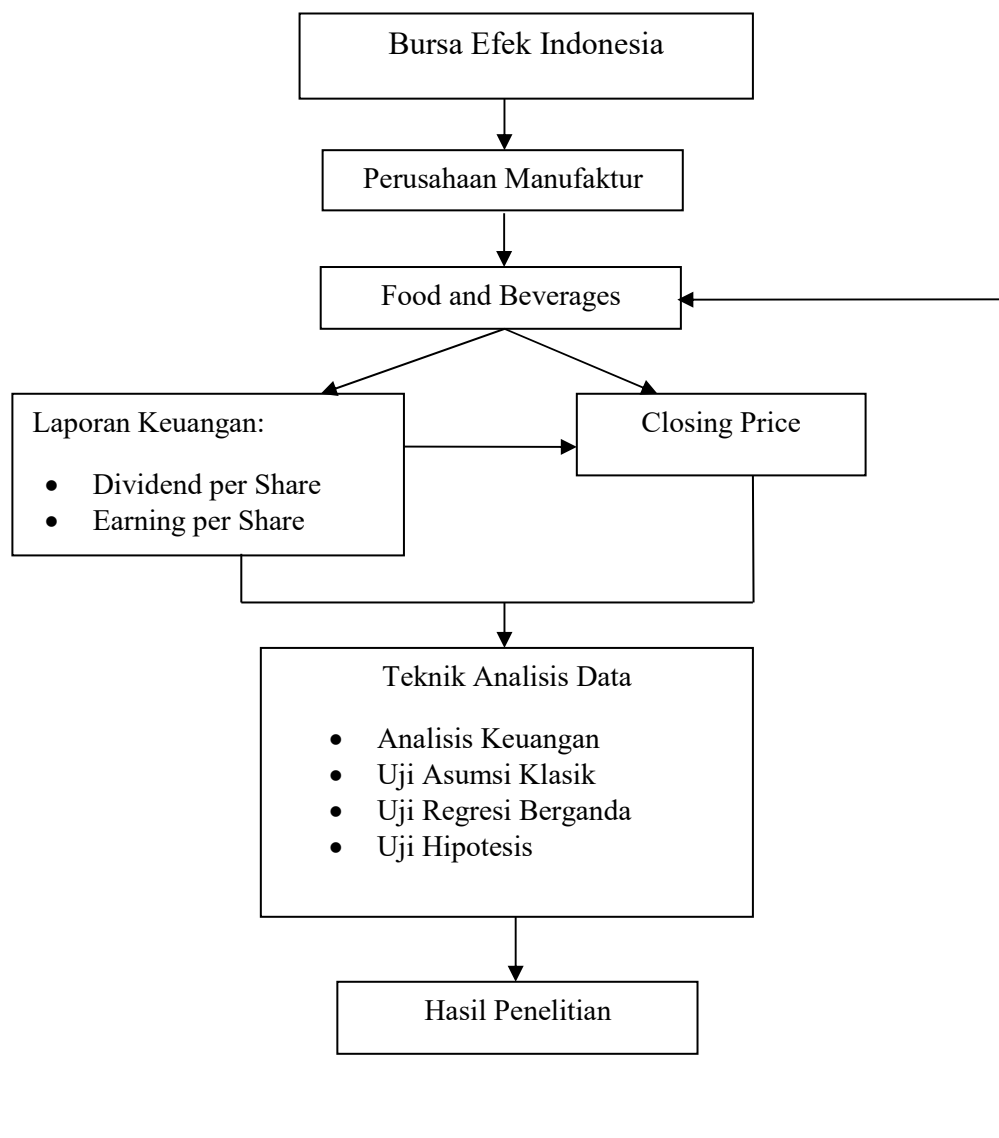 Bursa Efek Indonesia
Perusahaan Manufaktur
Food and Beverages
Laporan Keuangan:
• Dividend per Share
• Earning per Share
Closing Price
Teknik Analisis Data
• Analisis Keuangan
• Uji Asumsi Klasik
• Uji Regresi Berganda
• Uji Hipotesis
Hasil Penelitian